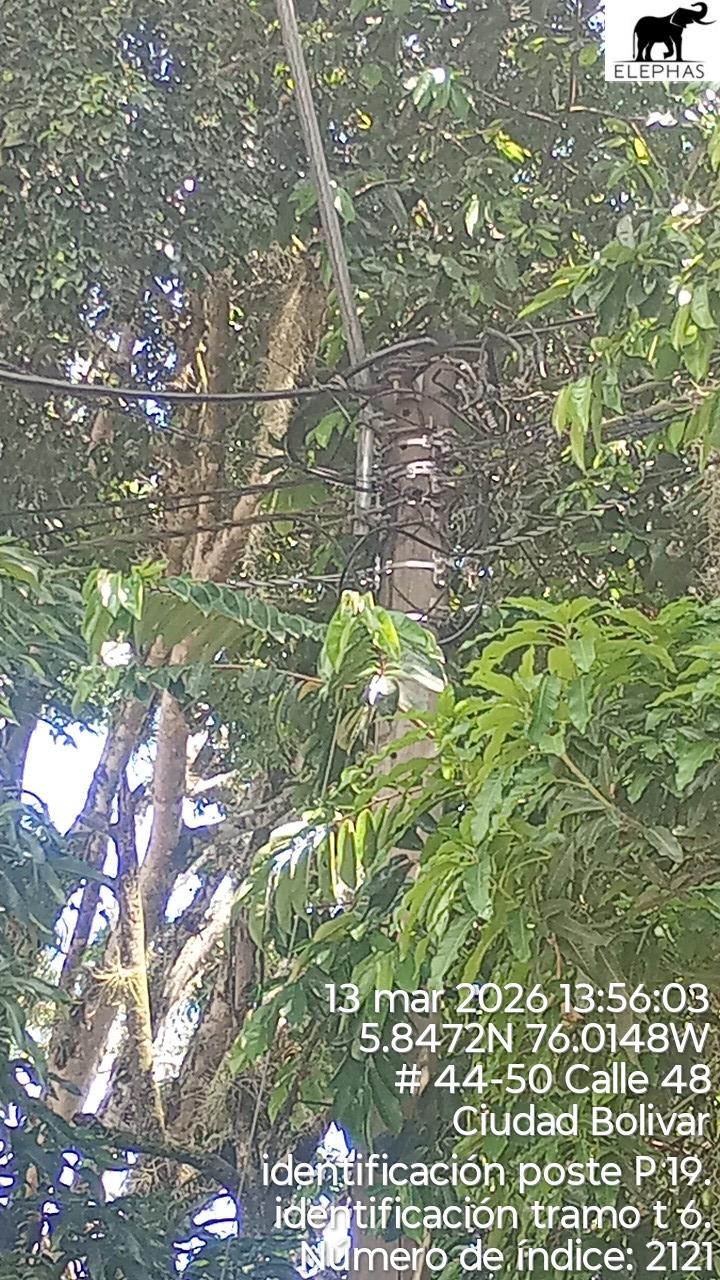 ELEPHAS
13 mar 2026 13:56:03
5.8472N 76.0148W
# 44-50 Calle 48
Ciudad Bolivar
identificación poste P 19.
identificación tramo t 6.
Número de índice: 2121